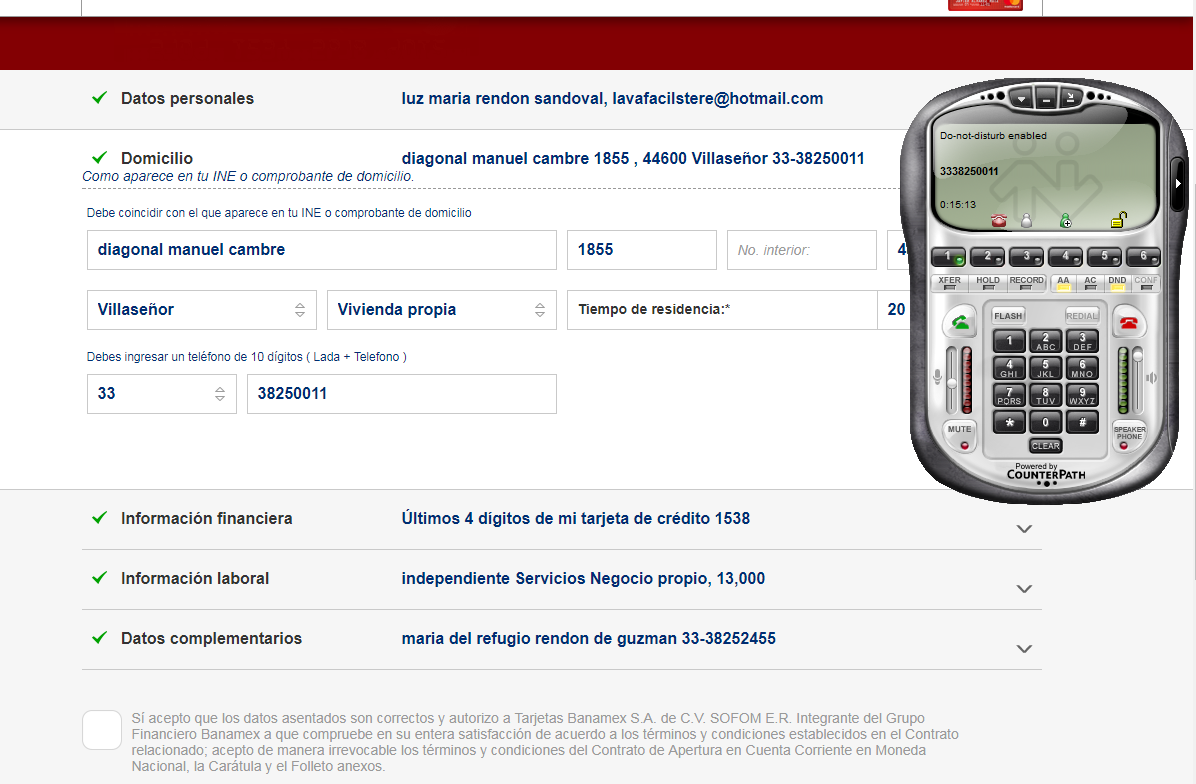 Datos personales
luz maria rendon sandoval, lavafacilstere@hotmail.com
Domicilio
diagonal manuel cambre 1855 , 44600 Villaseñor 33-38250011
Como aparece en tu INE o comprobante de domicilio.
Debe coincidir con el que aparece en tu INE o comprobante de domicilio
diagonal manuel cambre
1855
No. interior:
Villaseñor
Vivienda propia
Tiempo de residencia:*
20
Debes ingresar un teléfono de 10 dígitos ( Lada + Telefono )
33
38250011
Información financiera
Últimos 4 dígitos de mi tarjeta de crédito 1538
Información laboral
independiente Servicios Negocio propio, 13,000
Datos complementarios
maria del refugio rendon de guzman 33-38252455
Sí acepto que los datos asentados son correctos y autorizo a Tarjetas Banamex S.A. de C.V. SOFOM E.R. Integrante del Grupo
Financiero Banamex a que compruebe en su entera satisfacción de acuerdo a los términos y condiciones establecidos en el Contrato
relacionado; acepto de manera irrevocable los términos y condiciones del Contrato de Apertura en Cuenta Corriente en Moneda
Nacional, la Carátula y el Folleto anexos.
Do-not-disturb enabled
3338250011
0:15:13
1 2 3 4 5 6
XFER HOLD RECORD AA AC DND CONF
FLASH REDIAL
1 2 ABC 3 DEF
4 GHI 5 JKL 6 MNO
7 PQRS 8 TUV 9 WXYZ
* 0 #
MUTE
SPEAKER
PHONE
CLEAR
Powered by
COUNTERPATH